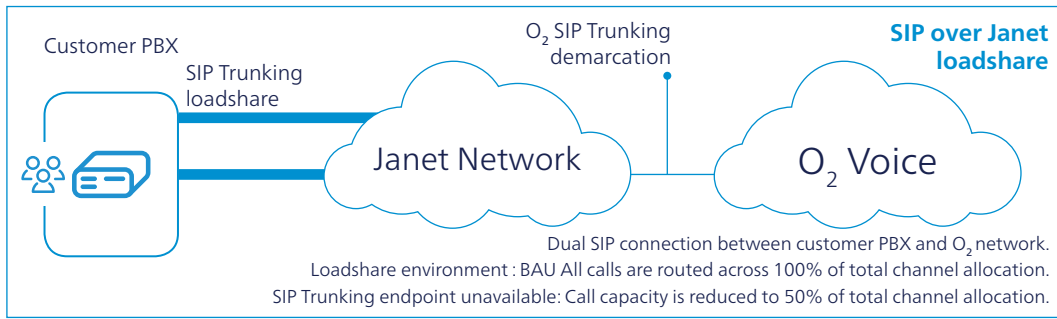 Customer PBX
SIP Trunking
loadshare
O₂ SIP Trunking
demarcation
SIP over Janet
loadshare
Janet Network
O₂ Voice
Dual SIP connection between customer PBX and O₂ network.
Loadshare environment : BAU All calls are routed across 100% of total channel allocation.
SIP Trunking endpoint unavailable: Call capacity is reduced to 50% of total channel allocation.